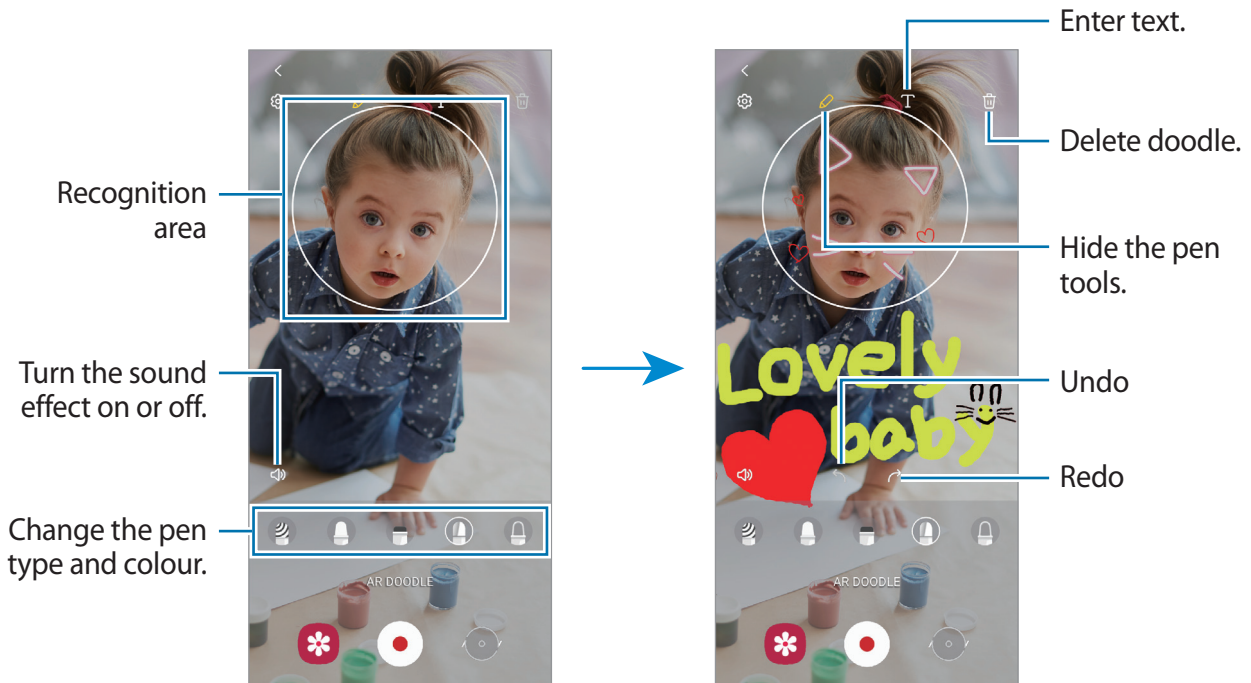 Enter text.
Delete doodle.
Recognition
area
Hide the pen
tools.
Turn the sound
effect on or off.
Lovely
baby
Undo
Redo
Change the pen
type and colour.
AR DOODLE
AR DOODLE